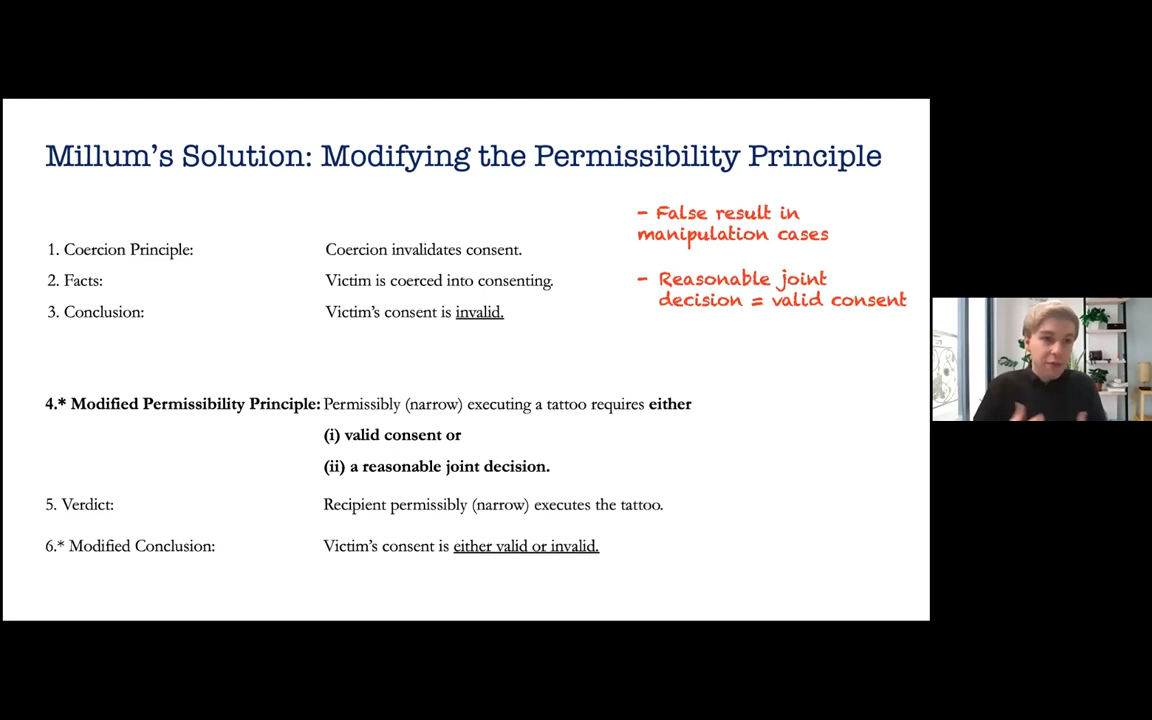 Millum's Solution: Modifying the Permissibility Principle
- False result in
manipulation cases
- Reasonable joint
decision = valid consent
1. Coercion Principle: Coercion invalidates consent.
2. Facts: Victim is coerced into consenting.
3. Conclusion: Victim's consent is invalid.
4.* Modified Permissibility Principle: Permissibly (narrow) executing a tattoo requires either
(i) valid consent or
(ii) a reasonable joint decision.
5. Verdict: Recipient permissibly (narrow) executes the tattoo.
6.* Modified Conclusion: Victim's consent is either valid or invalid.